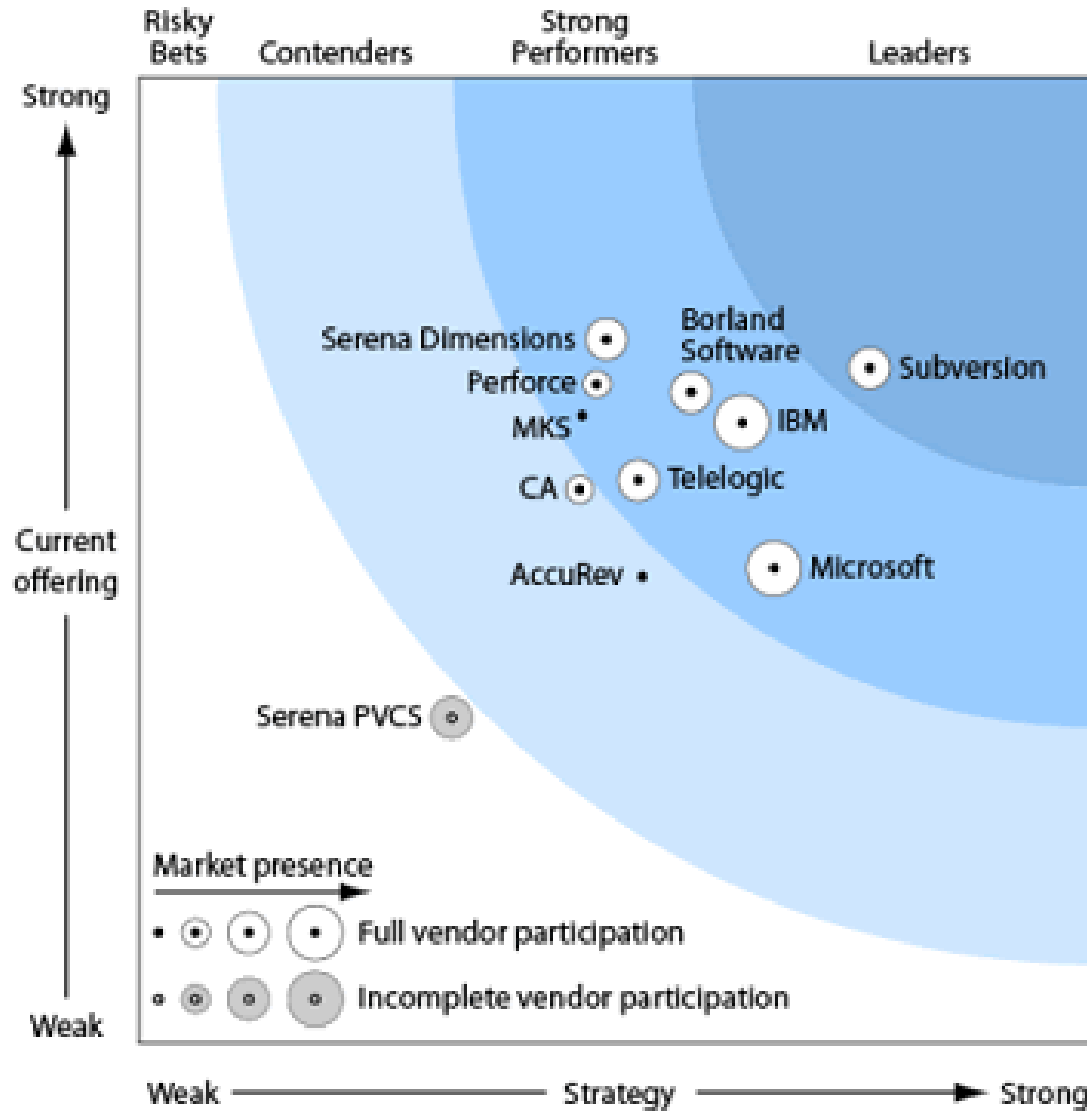 Risky
Bets
Contenders
Strong
Performers
Leaders
Strong
Serena Dimensions
Borland
Software
Subversion
Perforce
MKS
IBM
CA
Telelogic
Current
offering
AccuRev
Microsoft
Serena PVCS
Market presence
Full vendor participation
Incomplete vendor participation
Weak
Weak
Strategy
Strong